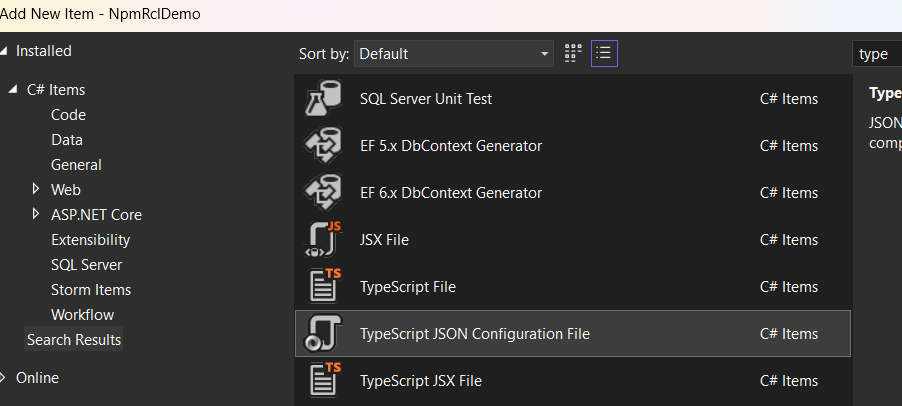 Add New Item - NpmRclDemo
Installed
C# Items
Code
Data
General
Web
ASP.NET Core
Extensibility
SQL Server
Storm Items
Workflow
Search Results
Online
Sort by: Default
SQL Server Unit Test C# Items
EF 5.x DbContext Generator C# Items
EF 6.x DbContext Generator C# Items
JS
JSX File C# Items
TS
TypeScript File C# Items
TypeScript JSON Configuration File C# Items
TS
TypeScript JSX File C# Items
type
Type
JSON
comp